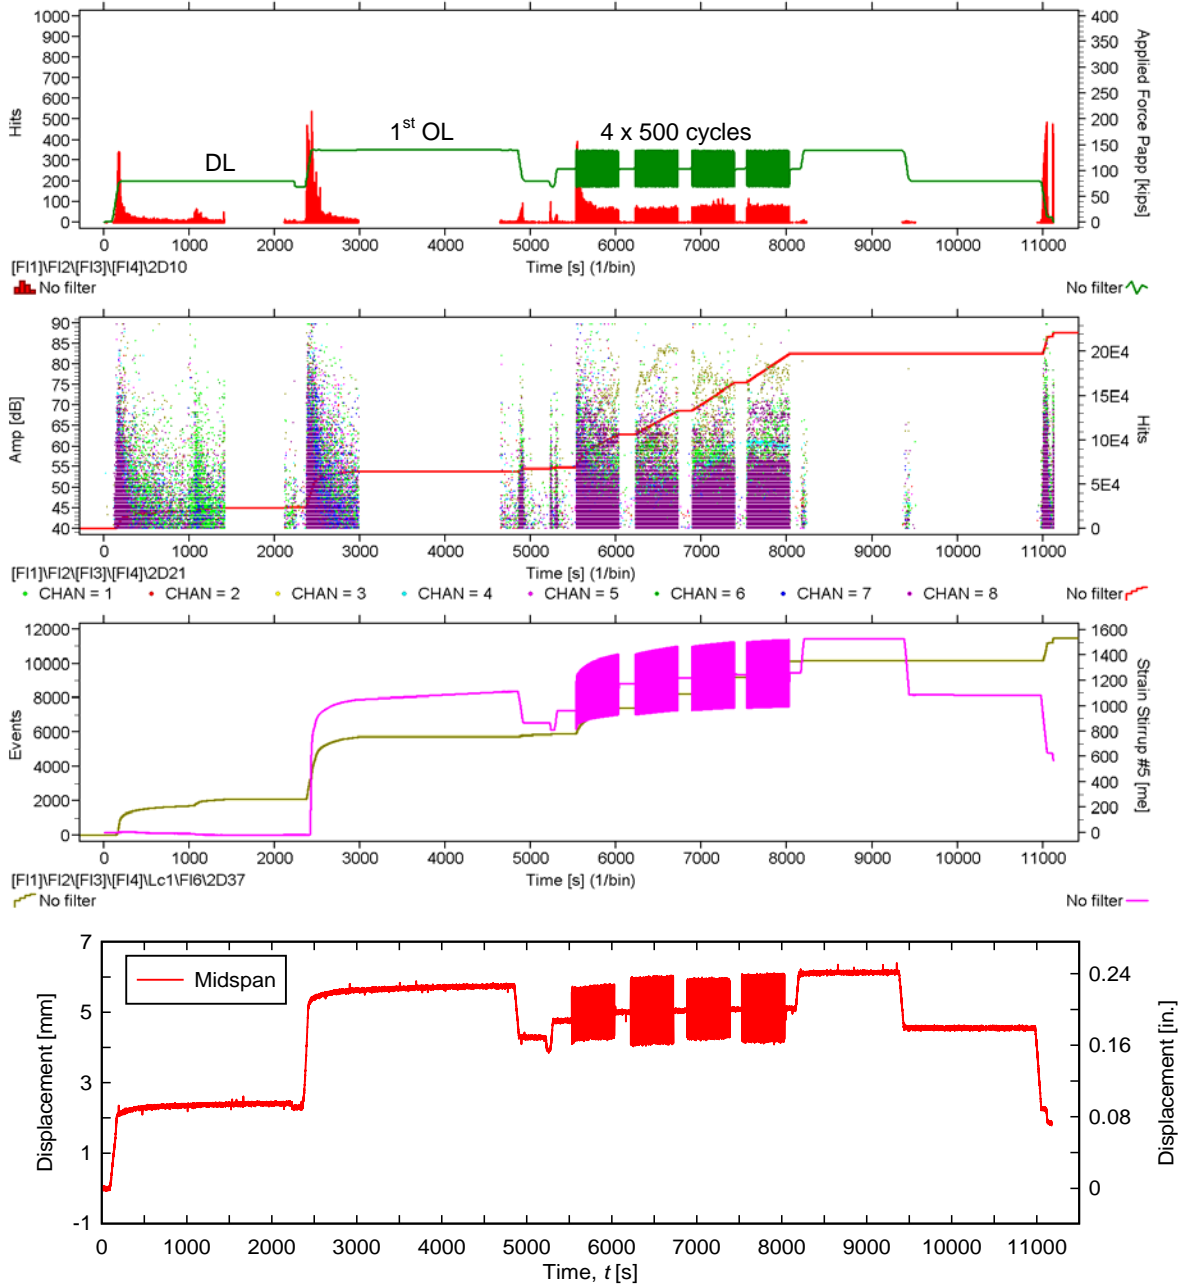 1000
900
800
700
600
500
400
300
200
100
0
Hits
400
350
300
250
200
150
100
50
0
Applied Force Papp [kips]
DL
1st OL
4 x 500 cycles
0 1000 2000 3000 4000 5000 6000 7000 8000 9000 10000 11000
Time [s] (1/bin)
[FI1]\FI2\[FI3]\[FI4]\2D10
No filter No filter
90
85
80
75
70
65
60
55
50
45
40
Amp [dB]
20E4
15E4
10E4
5E4
0
Hits
0 1000 2000 3000 4000 5000 6000 7000 8000 9000 10000 11000
Time [s] (1/bin)
[FI1]\FI2\[FI3]\[FI4]\2D21
CHAN = 1 CHAN = 2 CHAN = 3 CHAN = 4 CHAN = 5 CHAN = 6 CHAN = 7 CHAN = 8 No filter
12000
10000
8000
6000
4000
2000
0
Events
1600
1400
1200
1000
800
600
400
200
0
Strain Stirrup #5 [me]
0 1000 2000 3000 4000 5000 6000 7000 8000 9000 10000 11000
Time [s] (1/bin)
[FI1]\FI2\[FI3]\[FI4]\Lc1\FI6\2D37
No filter No filter
7
5
3
1
-1
Displacement [mm]
Midspan
0.24
0.16
0.08
0
Displacement [in.]
0 1000 2000 3000 4000 5000 6000 7000 8000 9000 10000 11000
Time, t [s]